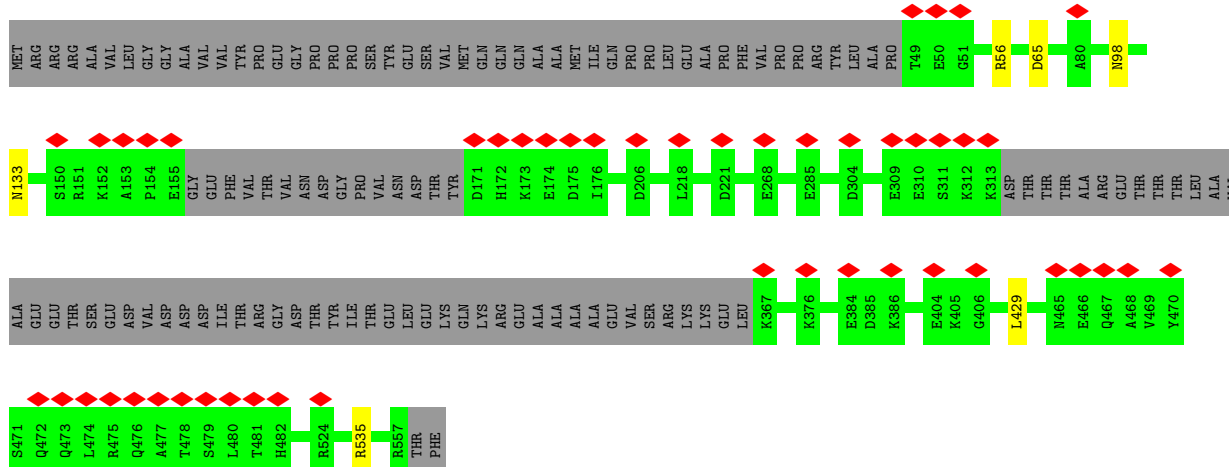 MET ARG ARG ARG ALA VAL LEU GLY GLY ALA VAL VAL TYR PRO GLU GLY PRO PRO PRO SER TYR GLU SER VAL MET GLN GLN GLN ALA ALA MET ILE GLN PRO PRO LEU GLU ALA PRO PHE VAL PRO PRO ARG TYR LEU ALA PRO T49 E50 G51 R56 D65 A80 N98
N133 S150 R151 K152 A153 P154 E155 GLY GLU PHE VAL THR VAL ASN ASP GLY PRO VAL ASN ASP THR TYR D171 H172 K173 E174 D175 I176 D206 L218 D221 E268 E285 D304 E309 E310 S311 K312 K313 ASP THR THR THR ALA ARG GLU THR THR THR LEU ALA
ALA GLU GLU THR SER GLU ASP VAL ASP ASP ASP ILE THR ARG GLY ASP THR TYR ILE THR GLU LEU GLU LYS GLN LYS ARG GLU ALA ALA ALA ALA GLU VAL SER ARG LYS LYS GLU LEU K367 K376 E384 D385 K386 E404 K405 G406 L429 N465 E466 Q467 A468 V469 Y470
S471 Q472 Q473 L474 R475 Q476 A477 T478 S479 L480 T481 H482 R524 R535 R557 THR PHE